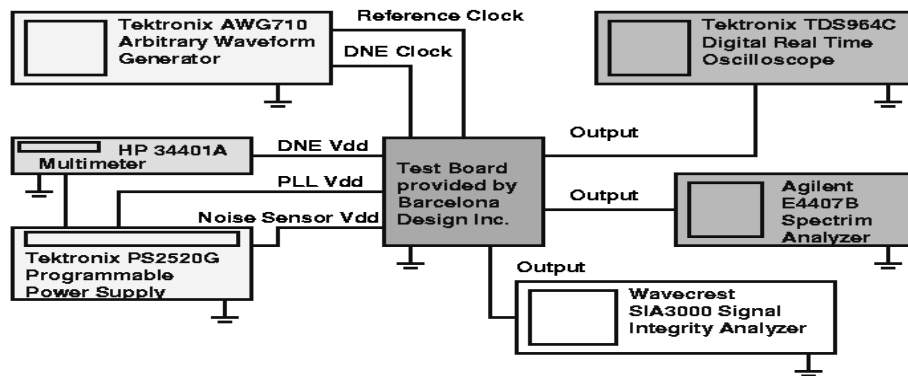 Reference Clock
Tektronix AWG710
Arbitrary Waveform
Generator
DNE Clock
Tektronix TDS964C
Digital Real Time
Oscilloscope
HP 34401A
Multimeter
DNE Vdd
PLL Vdd
Noise Sensor Vdd
Test Board
provided by
Barcelona
Design Inc.
Output
Output
Agilent
E4407B
Spectrim
Analyzer
Tektronix PS2520G
Programmable
Power Supply
Output
Wavecrest
SIA3000 Signal
Integrity Analyzer